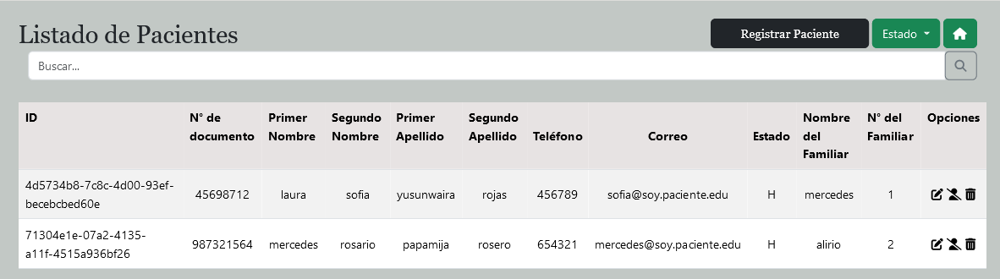 Listado de Pacientes
Registrar Paciente
Estado
Buscar...
ID
N° de documento
Primer Nombre
Segundo Nombre
Primer Apellido
Segundo Apellido
Teléfono
Correo
Estado
Nombre del Familiar
N° del Familiar
Opciones
4d5734b8-7c8c-4d00-93ef-
becebcbed60e
45698712
laura
sofia
yusunwaira
rojas
456789
sofia@soy.paciente.edu
H
mercedes
1
71304e1e-07a2-4135-
a11f-4515a936bf26
987321564
mercedes
rosario
papamija
rosero
654321
mercedes@soy.paciente.edu
H
alirio
2